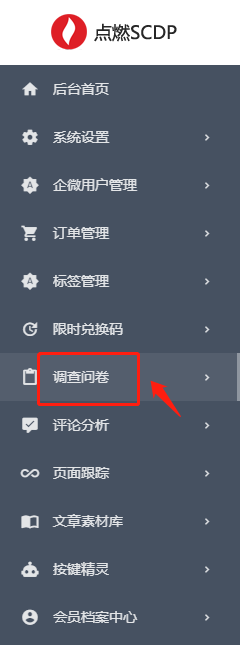 点燃SCDP
后台首页
系统设置
企微用户管理
订单管理
标签管理
限时兑换码
调查问卷
评论分析
页面跟踪
文章素材库
按键精灵
会员档案中心